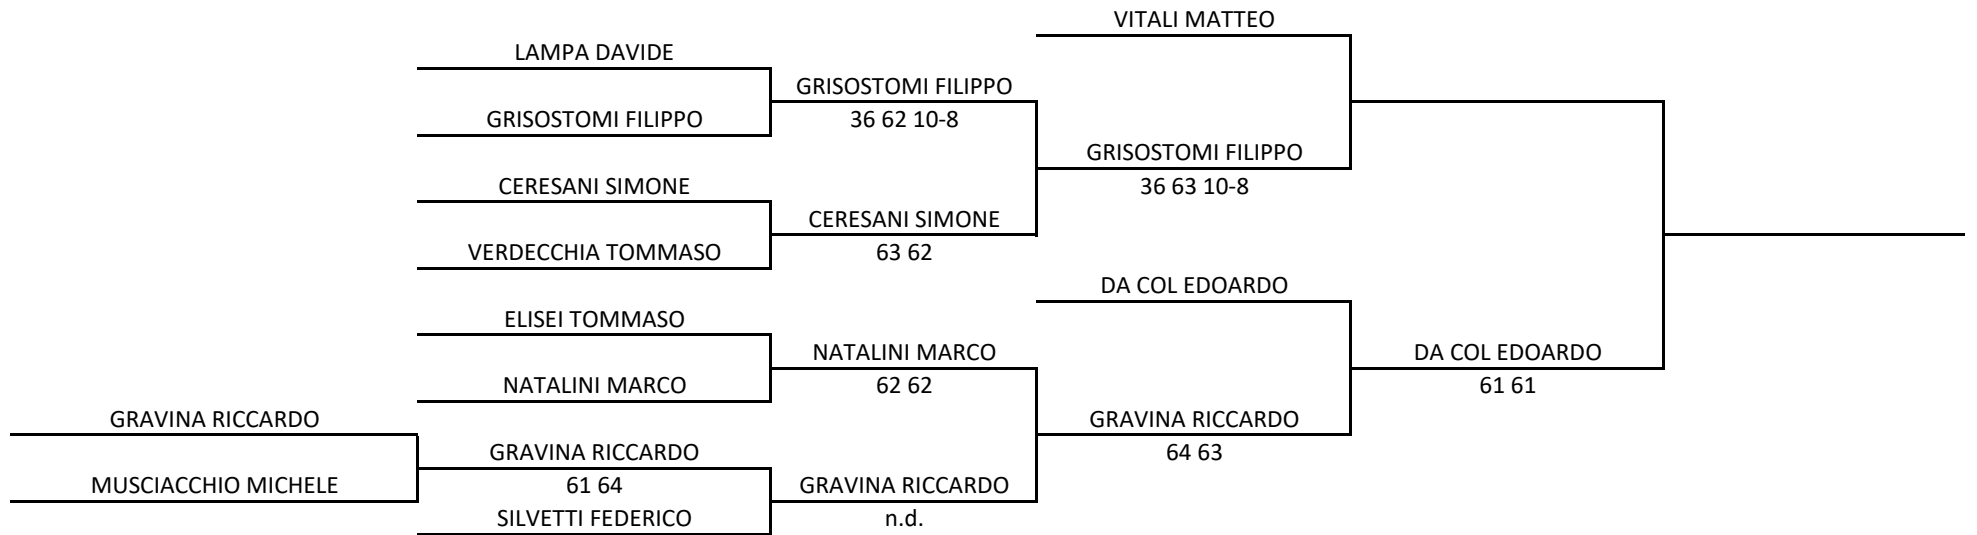 VITALI MATTEO
LAMPA DAVIDE
GRISOSTOMI FILIPPO
GRISOSTOMI FILIPPO
36 62 10-8
GRISOSTOMI FILIPPO
CERESANI SIMONE
36 63 10-8
CERESANI SIMONE
VERDECCHIA TOMMASO
63 62
DA COL EDOARDO
ELISEI TOMMASO
NATALINI MARCO
DA COL EDOARDO
NATALINI MARCO
62 62
61 61
GRAVINA RICCARDO
GRAVINA RICCARDO
GRAVINA RICCARDO
64 63
MUSCIACCHIO MICHELE
61 64
GRAVINA RICCARDO
SILVETTI FEDERICO
n.d.